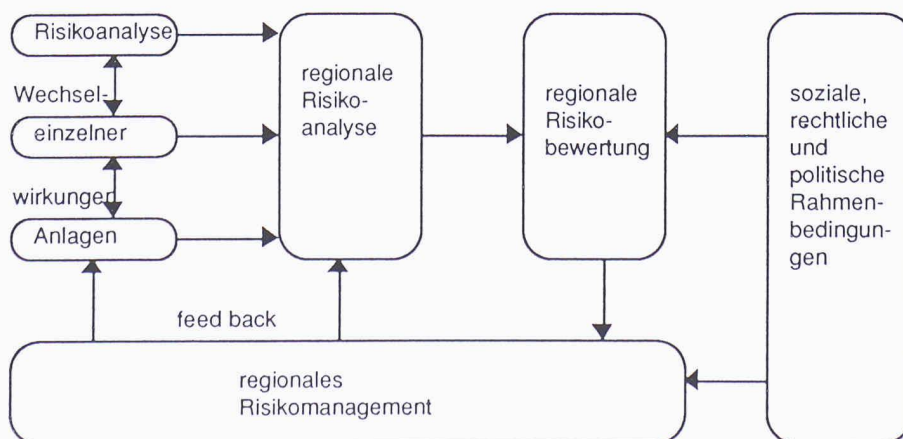 Risikoanalyse
Wechsel-
einzelner
wirkungen
Anlagen
regionale
Risiko-
analyse
regionale
Risiko-
bewertung
soziale,
rechtliche
und
politische
Rahmen-
bedingun-
gen
feed back
regionales
Risikomanagement